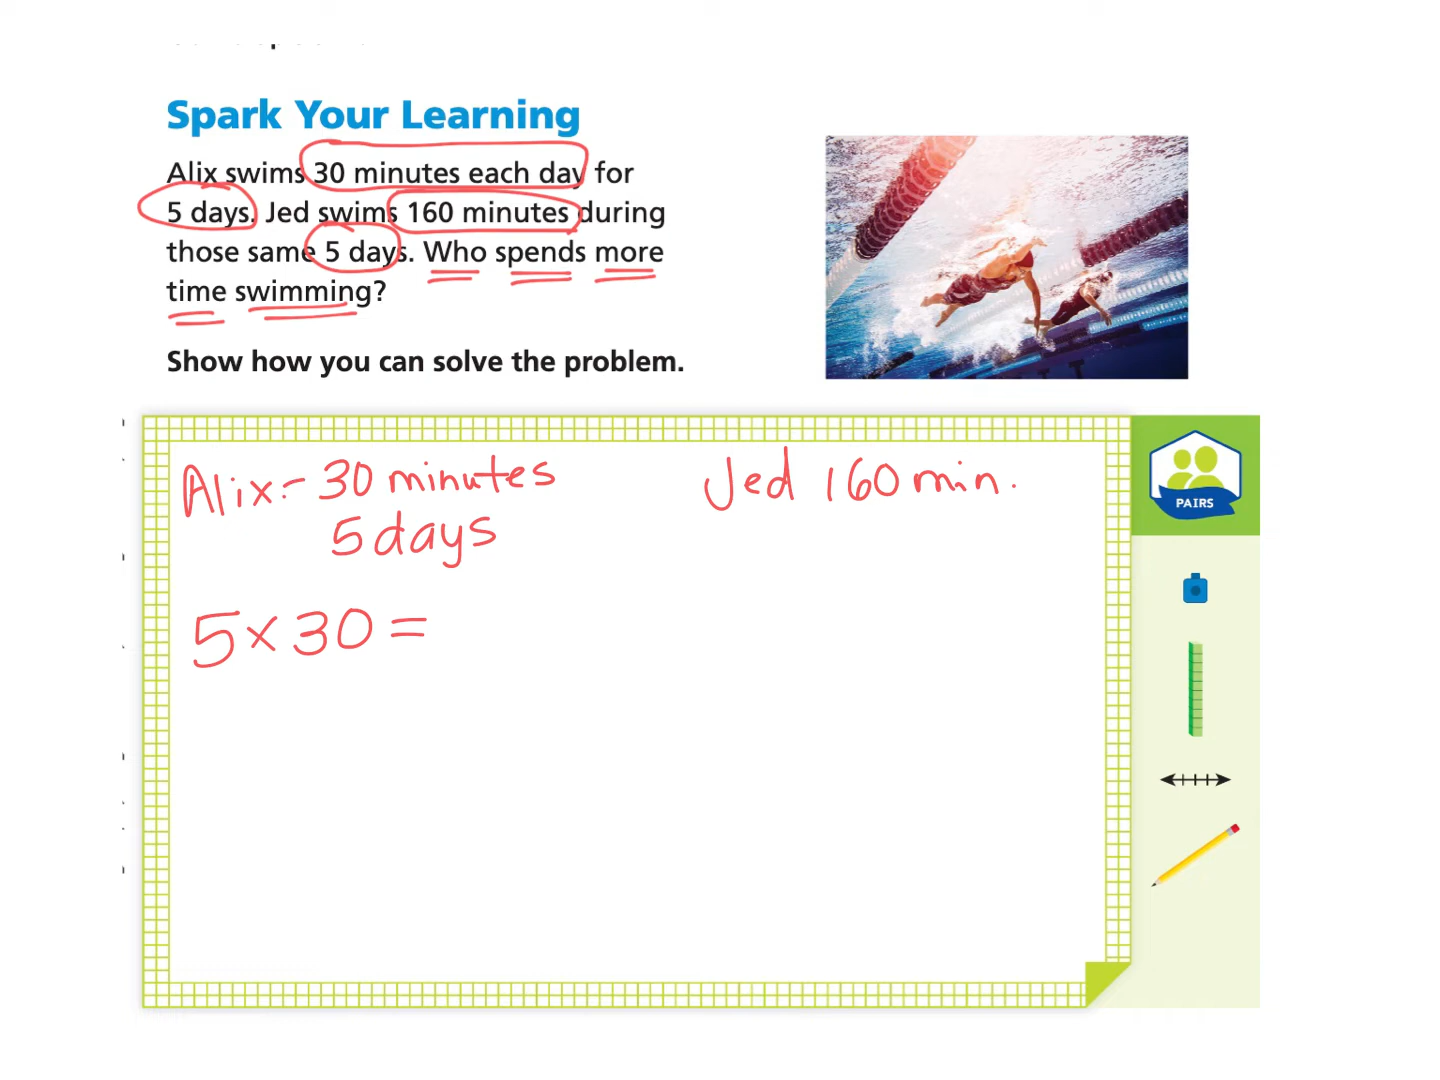 Spark Your Learning
Alix swims 30 minutes each day for
5 days. Jed swims 160 minutes during
those same 5 days. Who spends more
time swimming?
Show how you can solve the problem.
Alix:- 30 minutes
5 days
Jed 160 min.
5 x 30 =
PAIRS